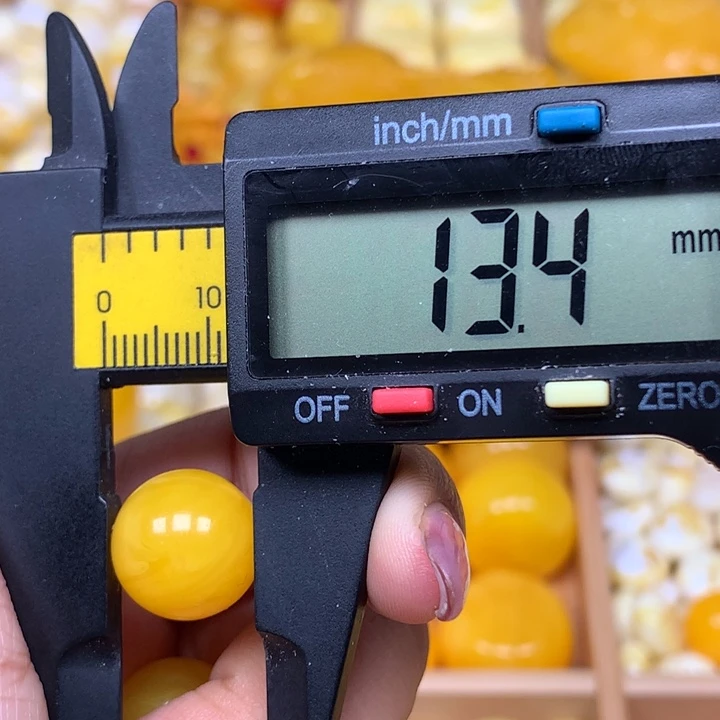 inch/mm
13.4 mm
0 10
OFF ON ZERO